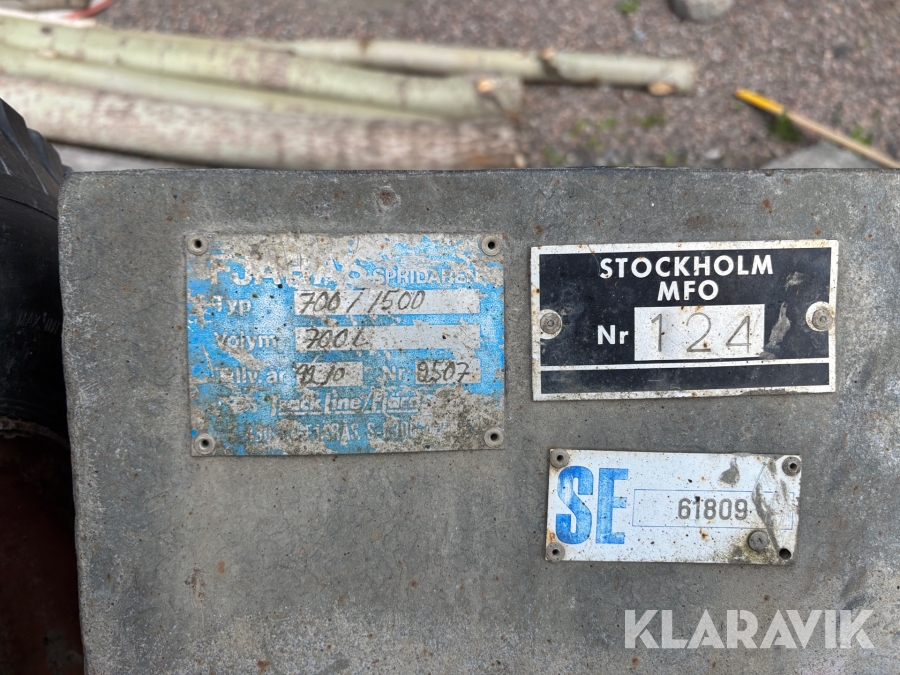 SPRIDAREN
Typ 700/1500
Volym 700L
Nr 9507
STOCKHOLM
MFO
Nr 124
SE 61809
KLARAVIK